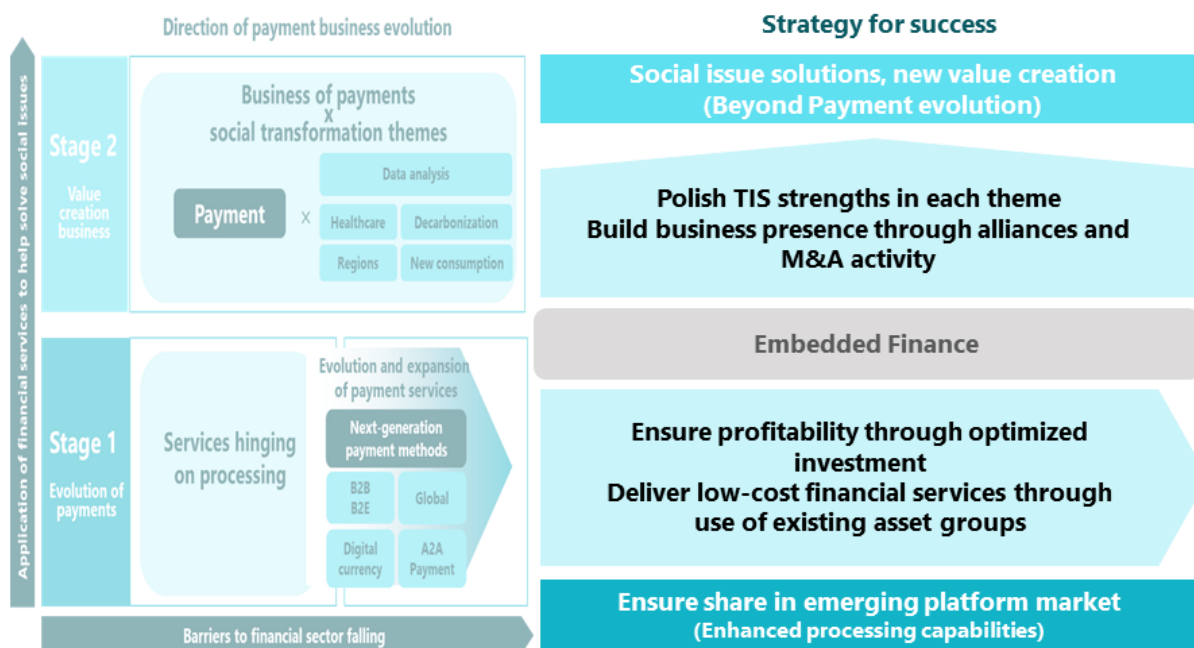 Direction of payment business evolution
Application of financial services to help solve social issues
Stage 2
Value
creation
business
Business of payments
x
social transformation themes
Payment
x
Data analysis
Healthcare
Decarbonization
Regions
New consumption
Stage 1
Evolution of
payments
Services hinging
on processing
Evolution and expansion
of payment services
Next-generation
payment methods
B2B
B2E
Global
Digital
currency
A2A
Payment
Barriers to financial sector falling
Strategy for success
Social issue solutions, new value creation
(Beyond Payment evolution)
Polish TIS strengths in each theme
Build business presence through alliances and
M&A activity
Embedded Finance
Ensure profitability through optimized
investment
Deliver low-cost financial services through
use of existing asset groups
Ensure share in emerging platform market
(Enhanced processing capabilities)